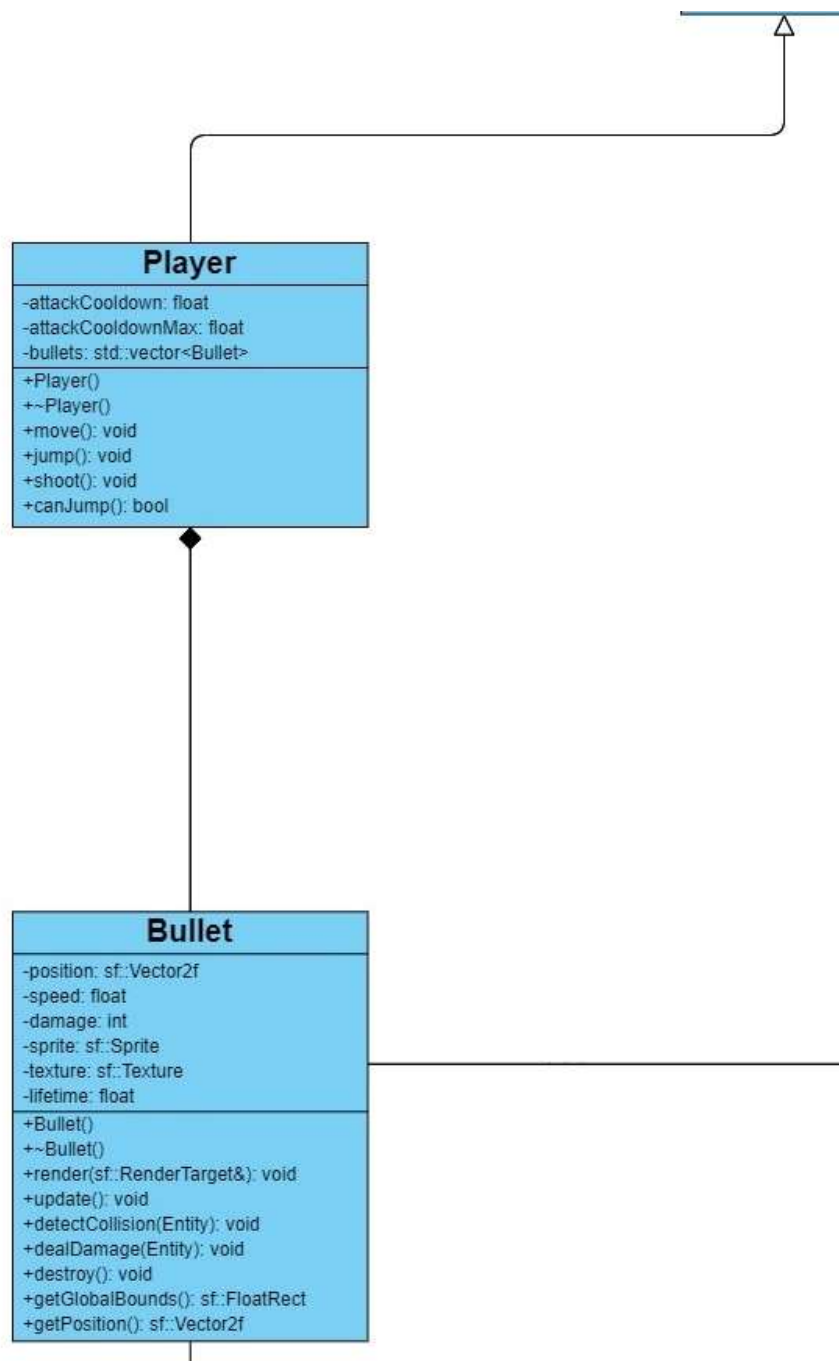 Player
-attackCooldown: float
-attackCooldownMax: float
-bullets: std::vector<Bullet>
+Player()
+~Player()
+move(): void
+jump(): void
+shoot(): void
+canJump(): bool
Bullet
-position: sf::Vector2f
-speed: float
-damage: int
-sprite: sf::Sprite
-texture: sf::Texture
-lifetime: float
+Bullet()
+~Bullet()
+render(sf::RenderTarget&): void
+update(): void
+detectCollision(Entity): void
+dealDamage(Entity): void
+destroy(): void
+getGlobalBounds(): sf::FloatRect
+getPosition(): sf::Vector2f